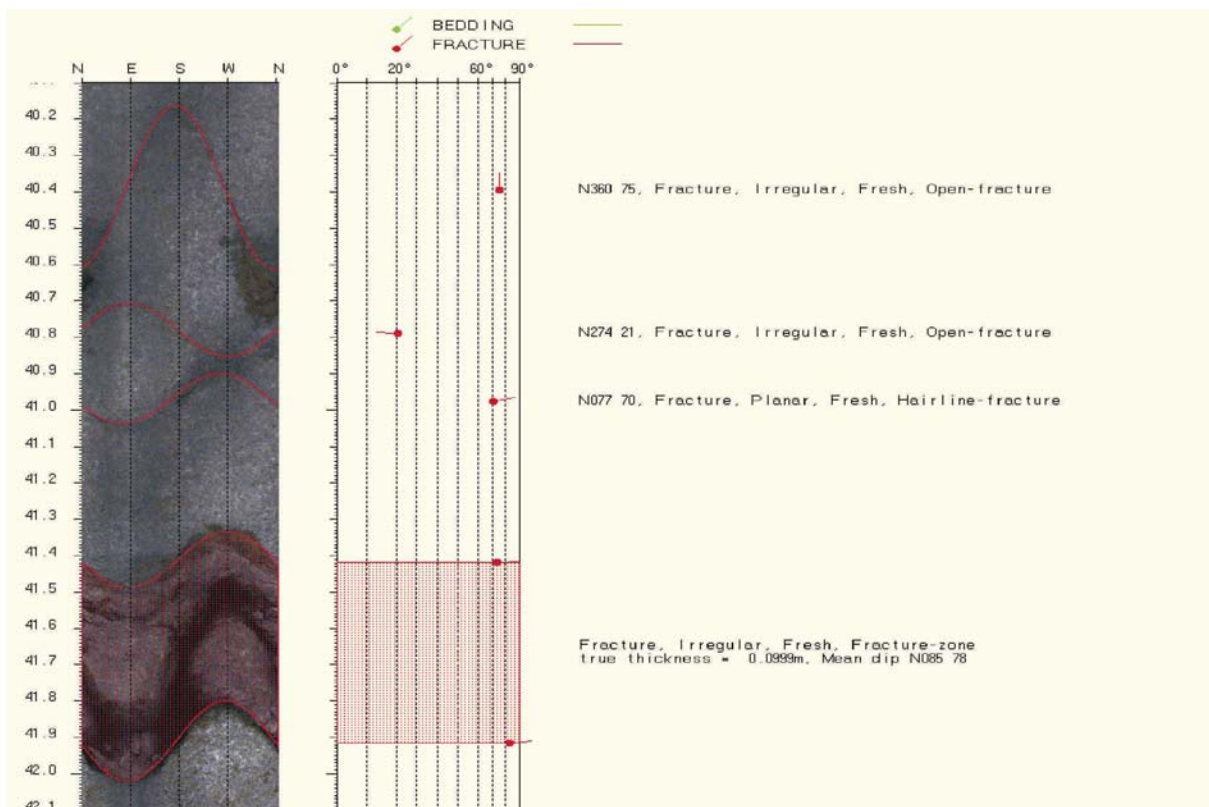 BEDDING
FRACTURE
N E S W N 0° 20° 60° 90°
40.2
40.3
40.4 N360 75, Fracture, Irregular, Fresh, Open-fracture
40.5
40.6
40.7
40.8 N274 21, Fracture, Irregular, Fresh, Open-fracture
40.9
41.0 N077 70, Fracture, Planar, Fresh, Hairline-fracture
41.1
41.2
41.3
41.4
41.5
41.6
Fracture, Irregular, Fresh, Fracture-zone
41.7 true thickness = 0.0999m, Mean dip N085 78
41.8
41.9
42.0
42.1